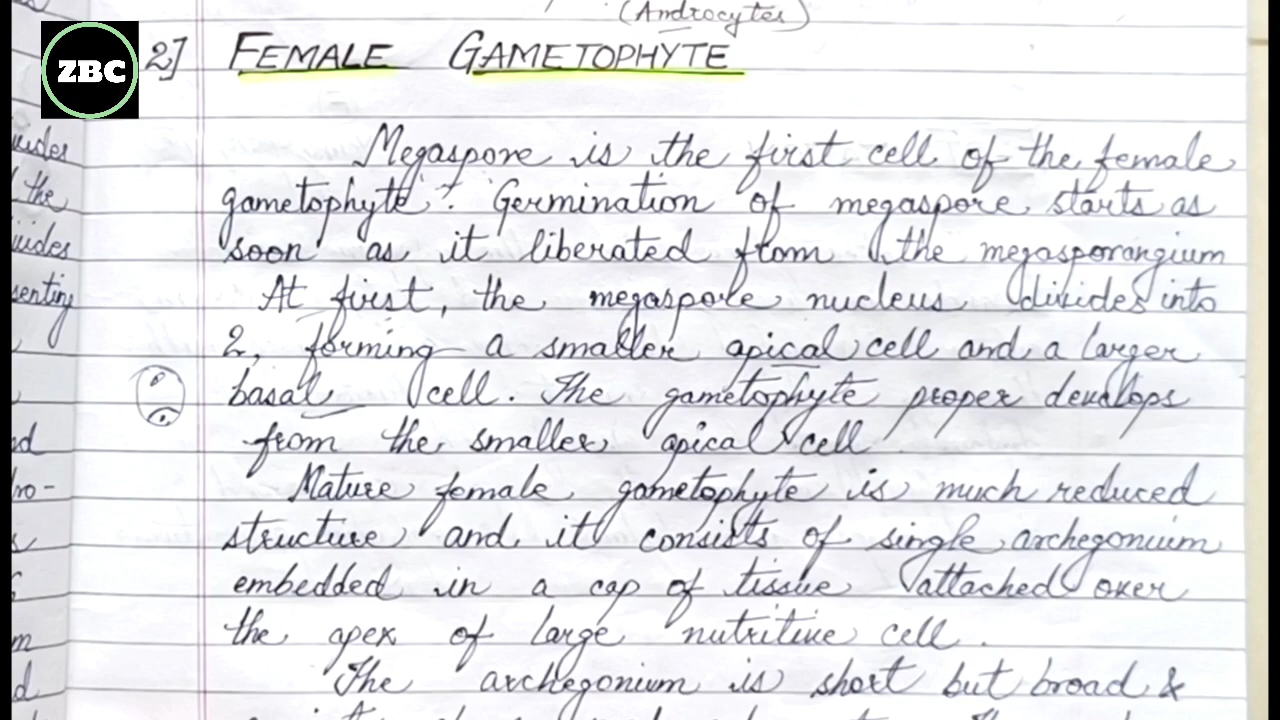 (Androcytes)
ZBC
2] FEMALE GAMETOPHYTE
Megaspore is the first cell of the female
gametophyte. Germination of megaspore starts as
soon as it liberated from the megasporangium
At first, the megaspore nucleus divides into
2, forming a smaller apical cell and a larger
basal cell. The gametophyte proper develops
from the smaller apical cell
Mature female gametophyte is much reduced
structure and it consists of single archegonium
embedded in a cap of tissue attached over
the apex of large nutritive cell.
The archegonium is short but broad &
the